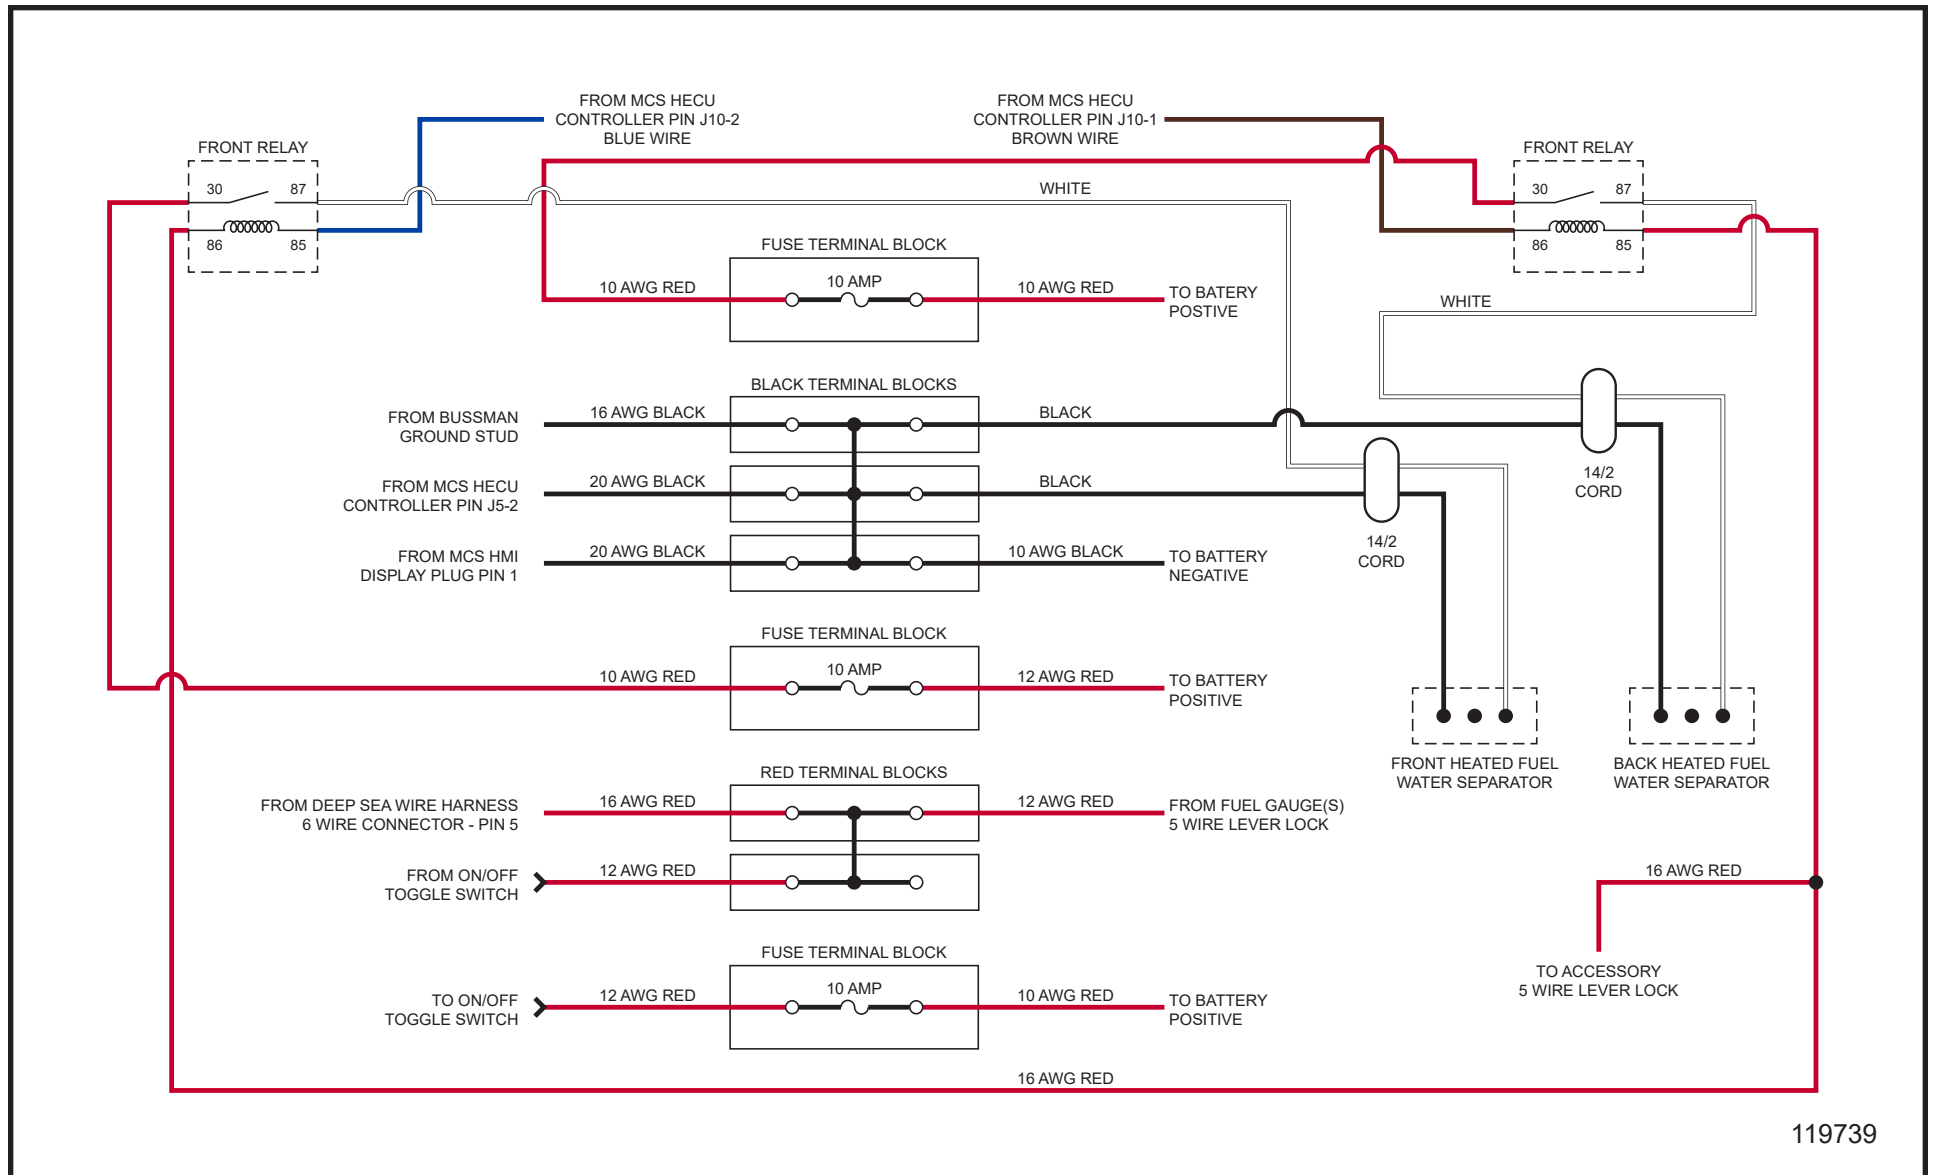 FROM MCS HECU
CONTROLLER PIN J10-2
BLUE WIRE
FROM MCS HECU
CONTROLLER PIN J10-1
BROWN WIRE
FRONT RELAY
30
87
86
85
FRONT RELAY
30
87
86
85
WHITE
FUSE TERMINAL BLOCK
10 AWG RED
10 AMP
10 AWG RED
TO BATERY
POSTIVE
WHITE
BLACK TERMINAL BLOCKS
FROM BUSSMAN
GROUND STUD
16 AWG BLACK
BLACK
FROM MCS HECU
CONTROLLER PIN J5-2
20 AWG BLACK
BLACK
14/2
CORD
14/2
CORD
FROM MCS HMI
DISPLAY PLUG PIN 1
20 AWG BLACK
10 AWG BLACK
TO BATTERY
NEGATIVE
FUSE TERMINAL BLOCK
10 AWG RED
10 AMP
12 AWG RED
TO BATTERY
POSITIVE
FRONT HEATED FUEL
WATER SEPARATOR
BACK HEATED FUEL
WATER SEPARATOR
RED TERMINAL BLOCKS
FROM DEEP SEA WIRE HARNESS
6 WIRE CONNECTOR - PIN 5
16 AWG RED
12 AWG RED
FROM FUEL GAUGE(S)
5 WIRE LEVER LOCK
FROM ON/OFF
TOGGLE SWITCH
12 AWG RED
16 AWG RED
TO ACCESSORY
5 WIRE LEVER LOCK
FUSE TERMINAL BLOCK
TO ON/OFF
TOGGLE SWITCH
12 AWG RED
10 AMP
10 AWG RED
TO BATTERY
POSITIVE
16 AWG RED
119739